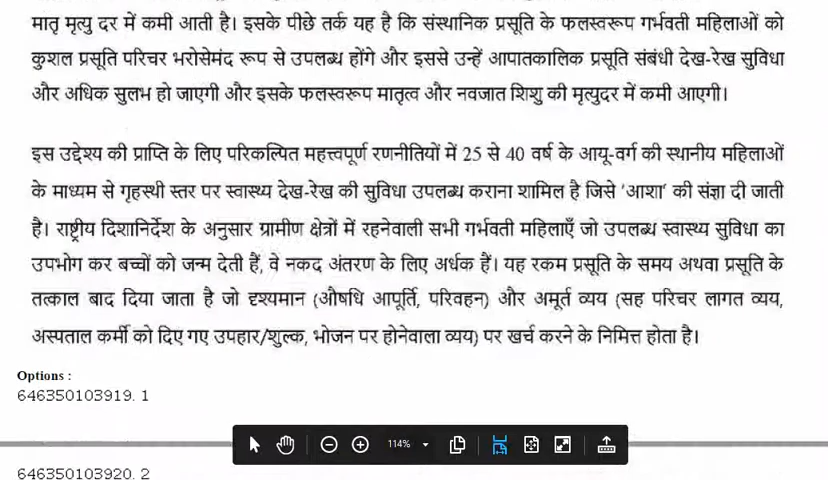 मातृ मृत्यु दर में कमी आती है। इसके पीछे तर्क यह है कि संस्थानिक प्रसूति के फलस्वरूप गर्भवती महिलाओं को
कुशल प्रसूति परिचर भरोसेमंद रूप से उपलब्ध होंगे और इससे उन्हें आपातकालिक प्रसूति संबंधी देख-रेख सुविधा
और अधिक सुलभ हो जाएगी और इसके फलस्वरूप मातृत्व और नवजात शिशु की मृत्युदर में कमी आएगी।
इस उद्देश्य की प्राप्ति के लिए परिकल्पित महत्त्वपूर्ण रणनीतियों में 25 से 40 वर्ष के आयू-वर्ग की स्थानीय महिलाओं
के माध्यम से गृहस्थी स्तर पर स्वास्थ्य देख-रेख की सुविधा उपलब्ध कराना शामिल है जिसे 'आशा' की संज्ञा दी जाती
है। राष्ट्रीय दिशानिर्देश के अनुसार ग्रामीण क्षेत्रों में रहनेवाली सभी गर्भवती महिलाएँ जो उपलब्ध स्वास्थ्य सुविधा का
उपभोग कर बच्चों को जन्म देती हैं, वे नकद अंतरण के लिए अर्धक हैं। यह रकम प्रसूति के समय अथवा प्रसूति के
तत्काल बाद दिया जाता है जो दृश्यमान (औषधि आपूर्ति, परिवहन) और अमूर्त व्यय (सह परिचर लागत व्यय,
अस्पताल कर्मी को दिए गए उपहार/शुल्क, भोजन पर होनेवाला व्यय) पर खर्च करने के निमित्त होता है।
Options :
646350103919. 1
114%
646350103920. 2